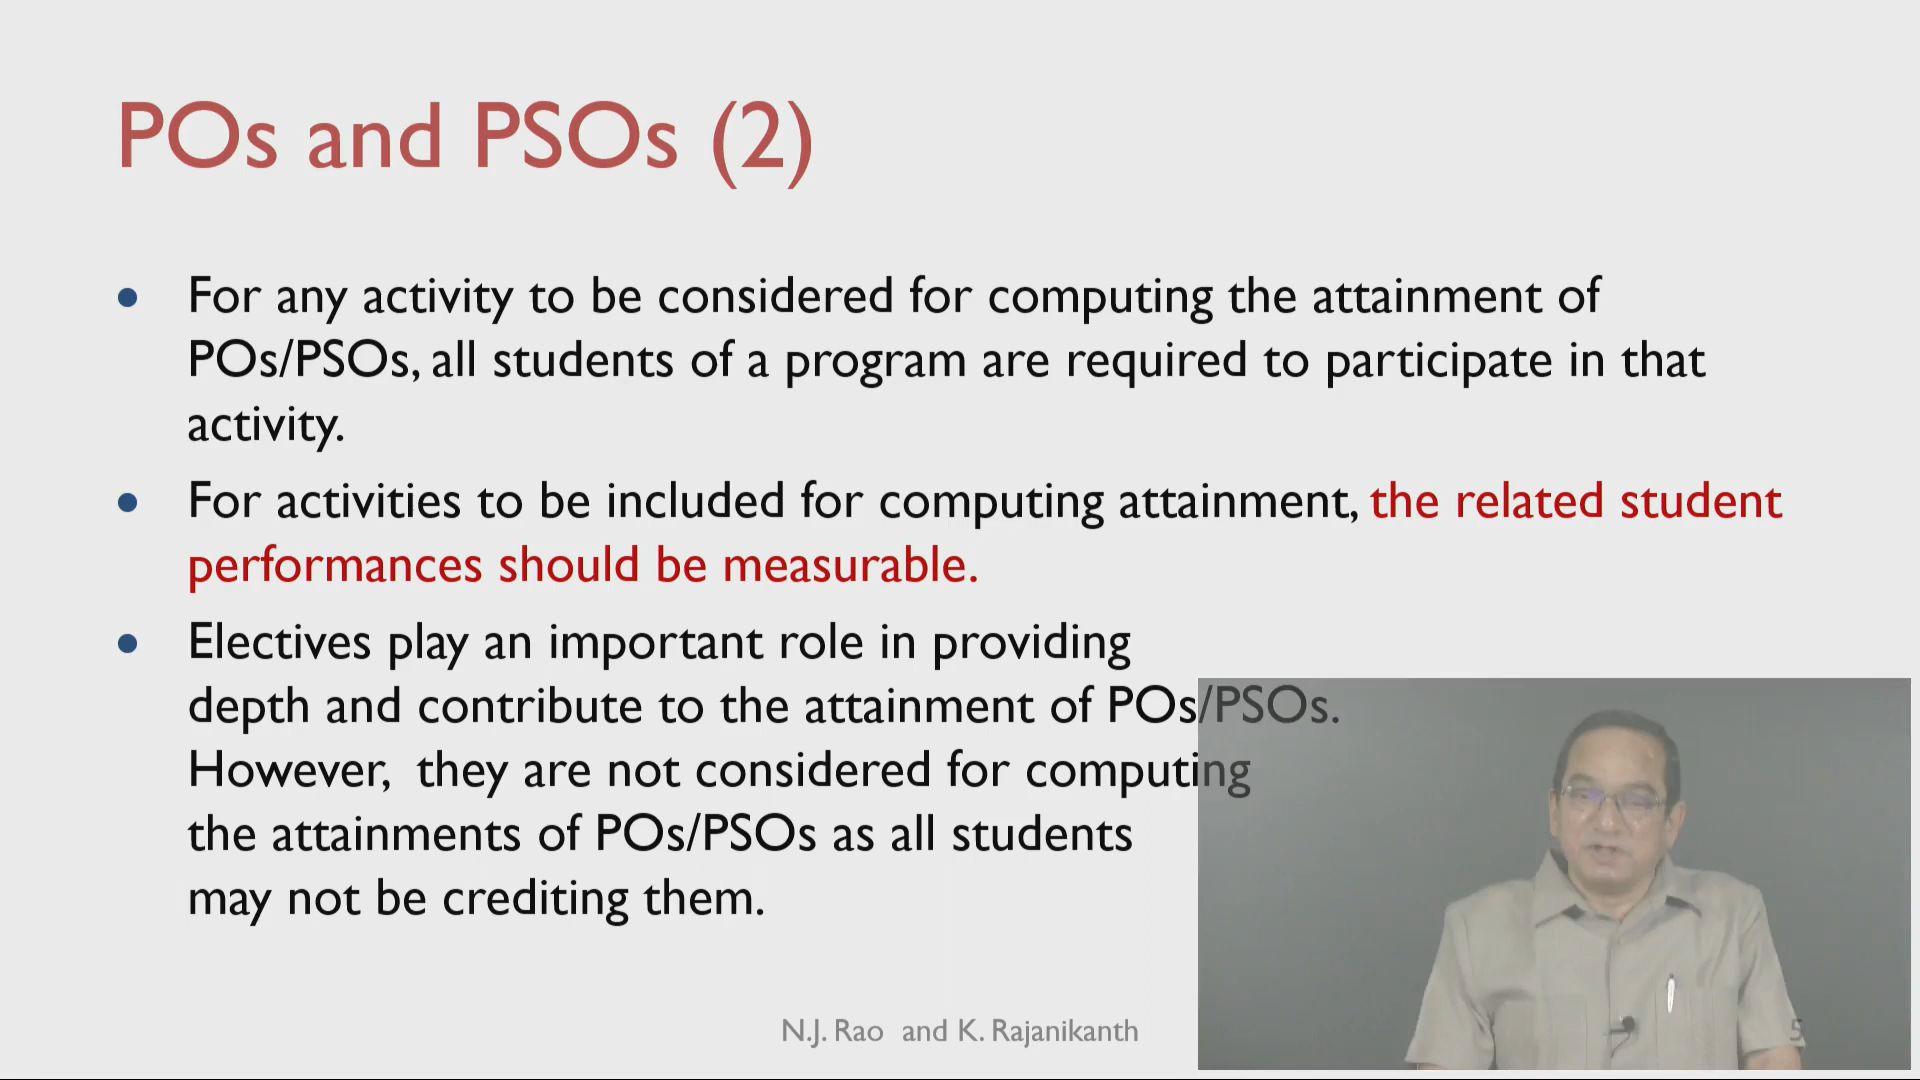 POs and PSOs (2)
• For any activity to be considered for computing the attainment of
POs/PSOs, all students of a program are required to participate in that
activity.
• For activities to be included for computing attainment, the related student
performances should be measurable.
• Electives play an important role in providing
depth and contribute to the attainment of POs/PSOs.
However, they are not considered for computing
the attainments of POs/PSOs as all students
may not be crediting them.
N.J. Rao and K. Rajanikanth
5